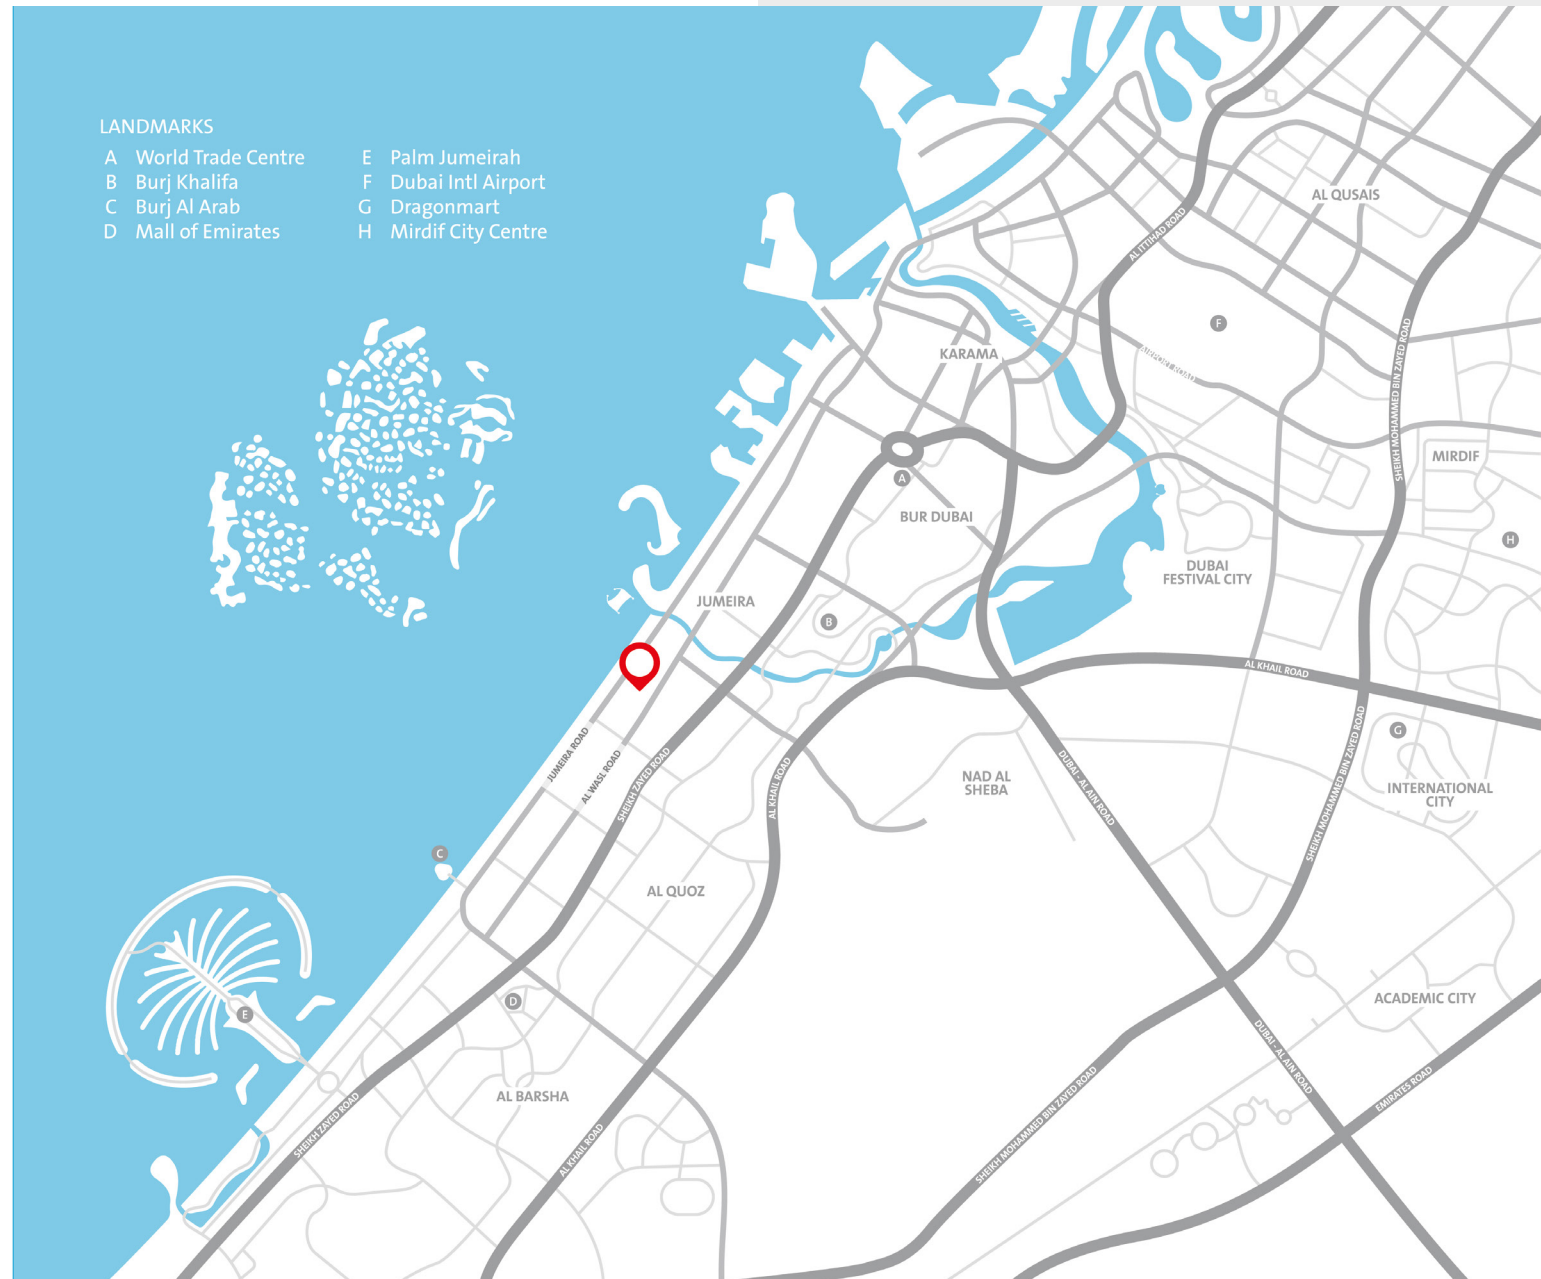 LANDMARKS
A World Trade Centre
B Burj Khalifa
C Burj Al Arab
D Mall of Emirates
E Palm Jumeirah
F Dubai Intl Airport
G Dragonmart
H Mirdif City Centre
AL QUSAIS
AL ITTIHAD ROAD
F
KARAMA
AIRPORT ROAD
SHEIKH MOHAMMED BIN ZAYED ROAD
MIRDIF
A
BUR DUBAI
H
DUBAI
FESTIVAL CITY
JUMEIRA
B
AL KHAIL ROAD
G
JUMEIRA ROAD
AL WASL ROAD
SHEIKH ZAYED ROAD
AL KHAIL ROAD
NAD AL
SHEBA
DUBAI - AL AIN ROAD
SHEIKH MOHAMMED BIN ZAYED ROAD
INTERNATIONAL
CITY
C
AL QUOZ
D
E
ACADEMIC CITY
DUBAI - AL AIN ROAD
EMIRATES ROAD
AL BARSHA
SHEIKH ZAYED ROAD
AL KHAIL ROAD
SHEIKH MOHAMMED BIN ZAYED ROAD